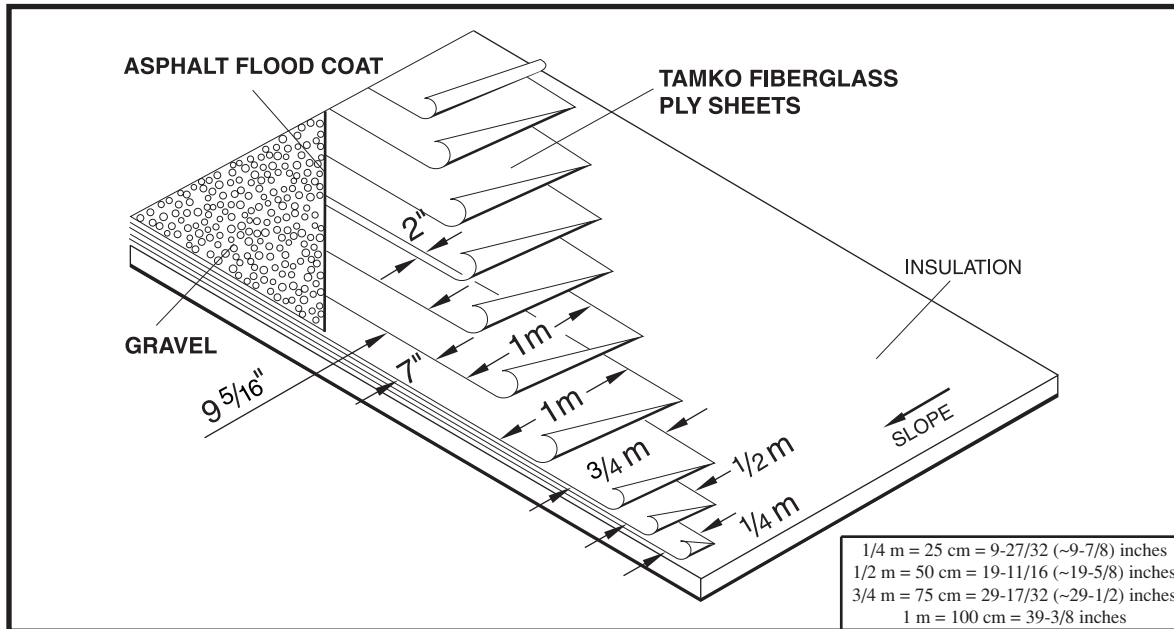 ASPHALT FLOOD COAT
TAMKO FIBERGLASS
PLY SHEETS
2"
INSULATION
GRAVEL
1m
7"
9 5/16"
1m
SLOPE
3/4 m
1/2 m
1/4 m
1/4 m = 25 cm = 9-27/32 (~9-7/8) inches
1/2 m = 50 cm = 19-11/16 (~19-5/8) inches
3/4 m = 75 cm = 29-17/32 (~29-1/2) inches
1 m = 100 cm = 39-3/8 inches